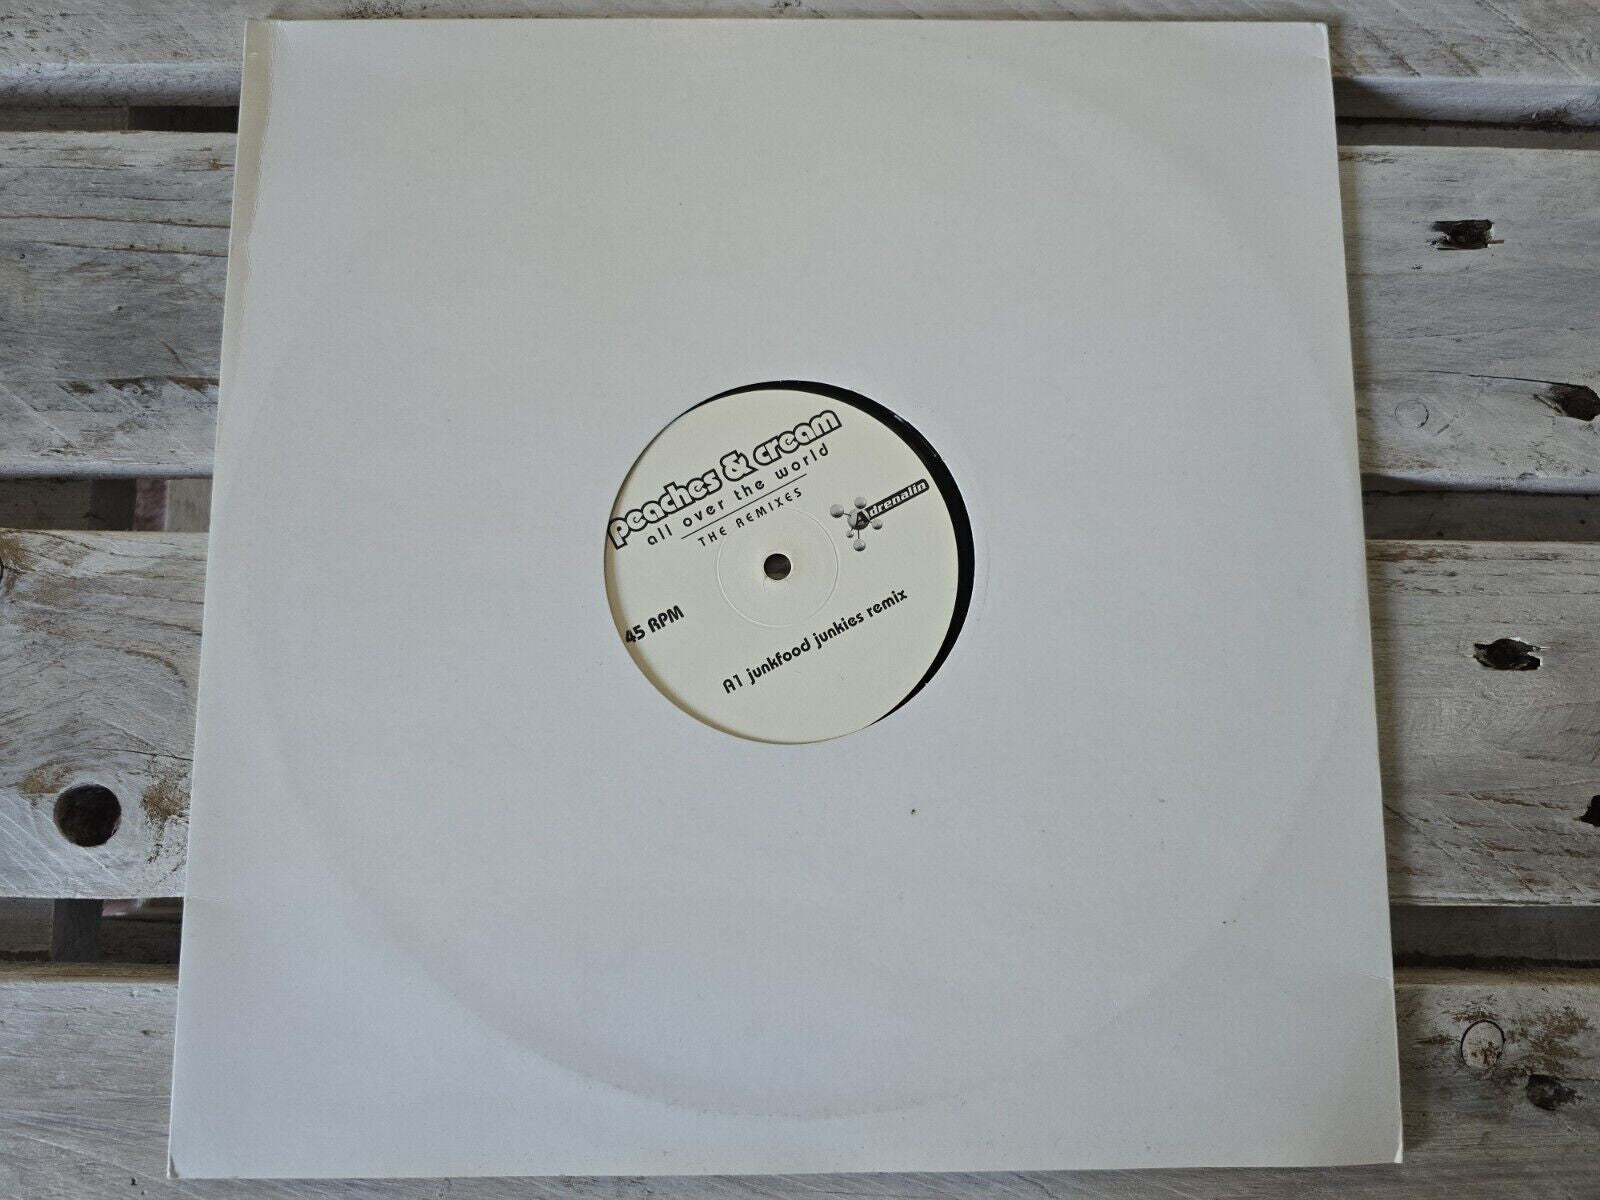 peaches & cream
all over the world
THE REMIXES
Adrenalin
45 RPM
A1 junkfood junkies remix